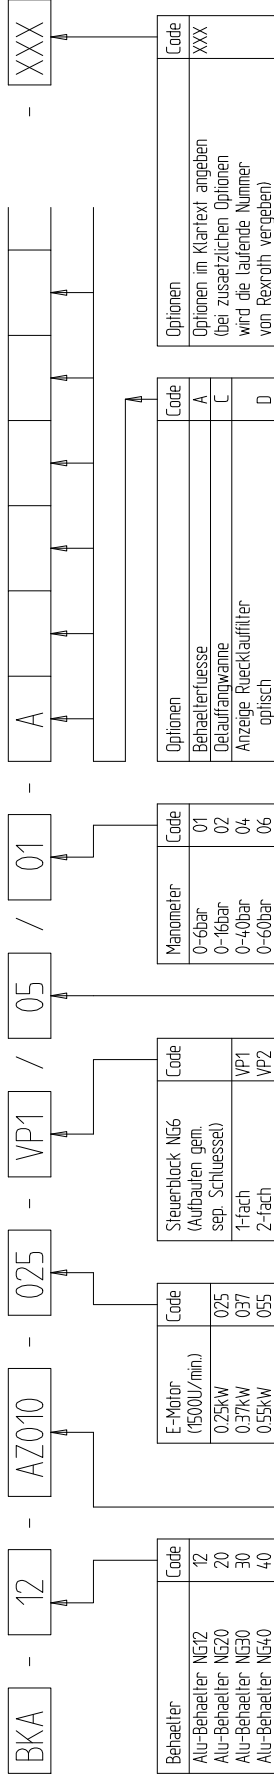 BKA - 12 - AZ010 - 025 - VP1 / 05 / 01 - A - XXX
Behaelter Code
Alu-Behaelter NG12 12
Alu-Behaelter NG20 20
Alu-Behaelter NG30 30
Alu-Behaelter NG40 40
E-Motor Code
(1500U/min.)
0.25kW 025
0.37kW 037
0.55kW 055
Steuerblock NG6 Code
(Aufbauten gem.
sep. Schluessel)
1-fach VP1
2-fach VP2
Manometer Code
0-6bar 01
0-16bar 02
0-40bar 04
0-60bar 06
Optionen Code
Behaelterfuesse A
Oelauffangwanne C
Anzeige Ruecklauffilter
optisch D
Optionen Code
Optionen im Klartext angeben XXX
(bei zusaetzlichen Optionen
wird die laufende Nummer
von Rexroth vergeben)